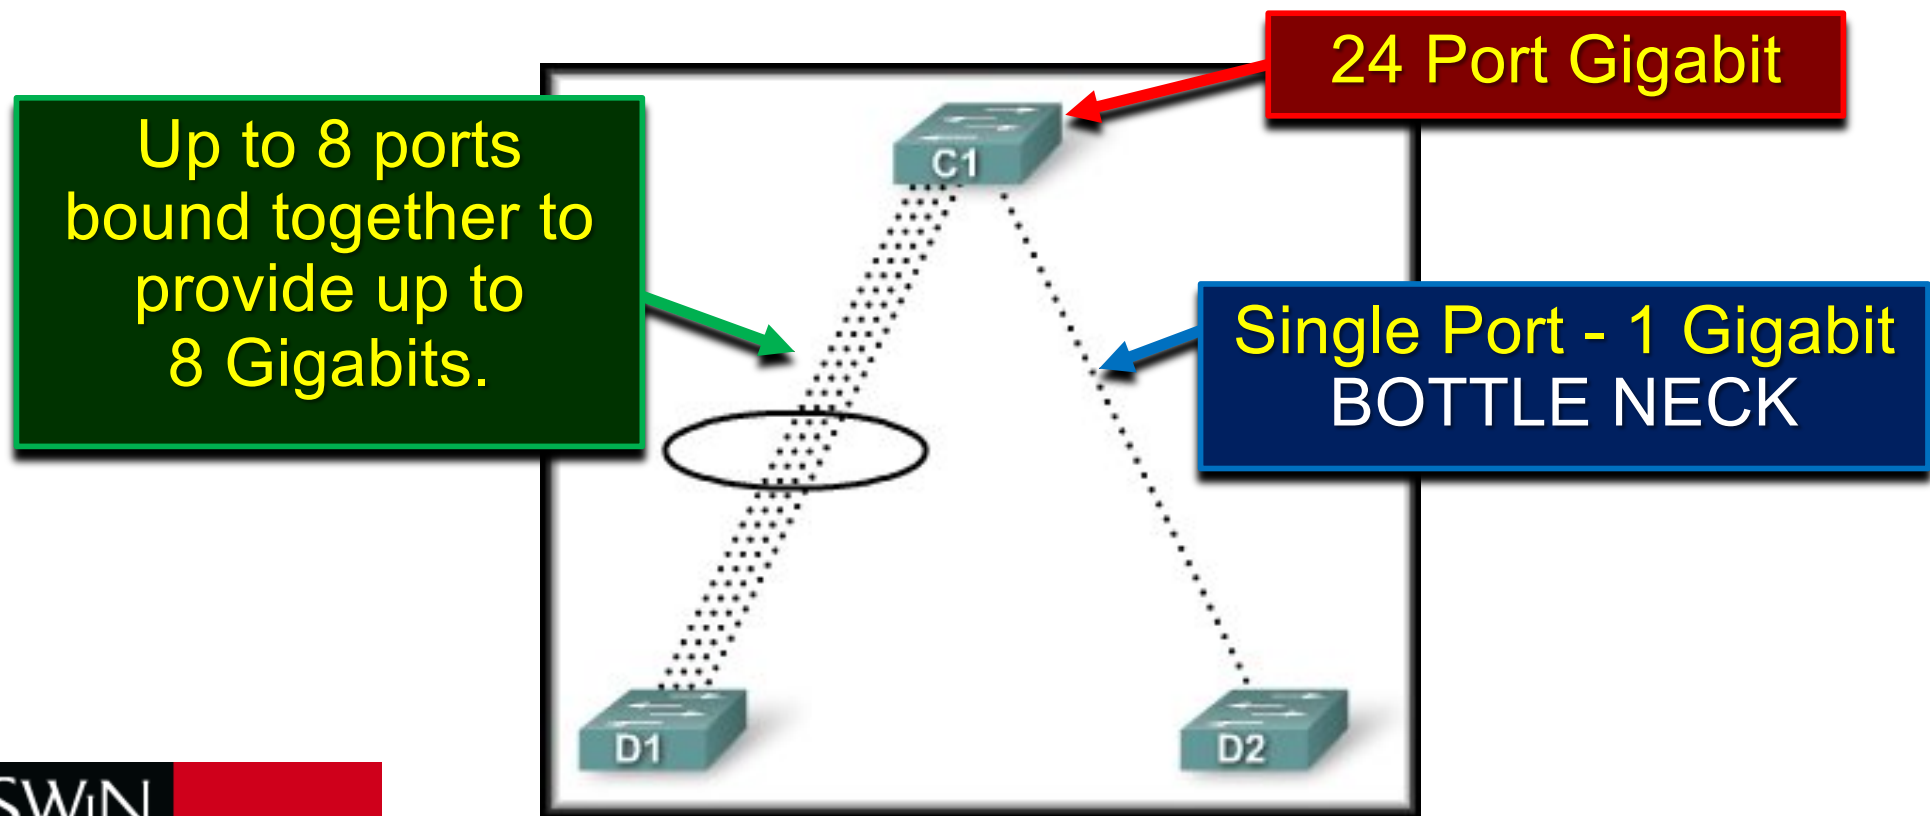 24 Port Gigabit
Up to 8 ports
bound together to
provide up to
8 Gigabits.
C1
Single Port - 1 Gigabit
BOTTLE NECK
D1
D2